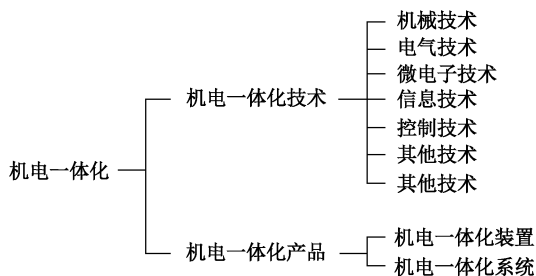 机械技术
电气技术
微电子技术
机电一体化技术
信息技术
控制技术
其他技术
机电一体化
其他技术
机电一体化装置
机电一体化产品
机电一体化系统